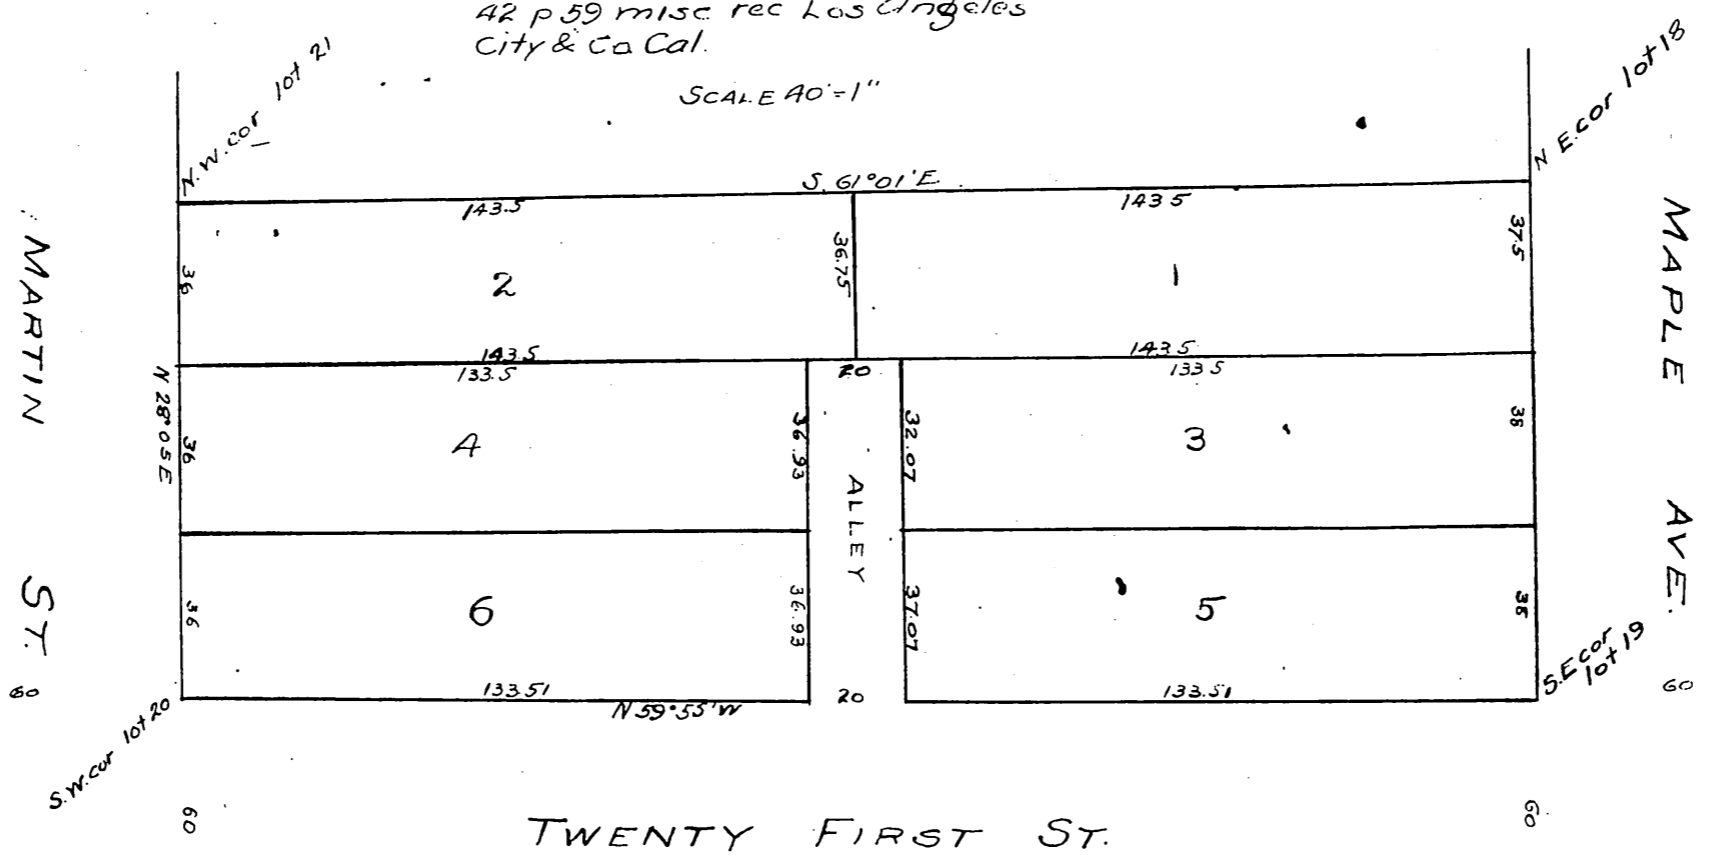 42 p 59 misc rec Los Angeles
City & Co Cal.
SCALE 40'=1"
N.W. cor lot 21
N E.cor lot 18
S. 61°01'E.
143.5
143 5
36
2
36.75
1
37.5
143.5
143.5
133.5
20
133 5
N 28°05 E
36
4
36.93
ALLEY
32.07
3
38
36
6
36.93
37.07
5
38
133.51
N 59°55'W
20
133.51
S.W. cor lot 20
S.E cor lot 19
MARTIN ST.
60
MAPLE AVE.
60
60
60
TWENTY FIRST ST.